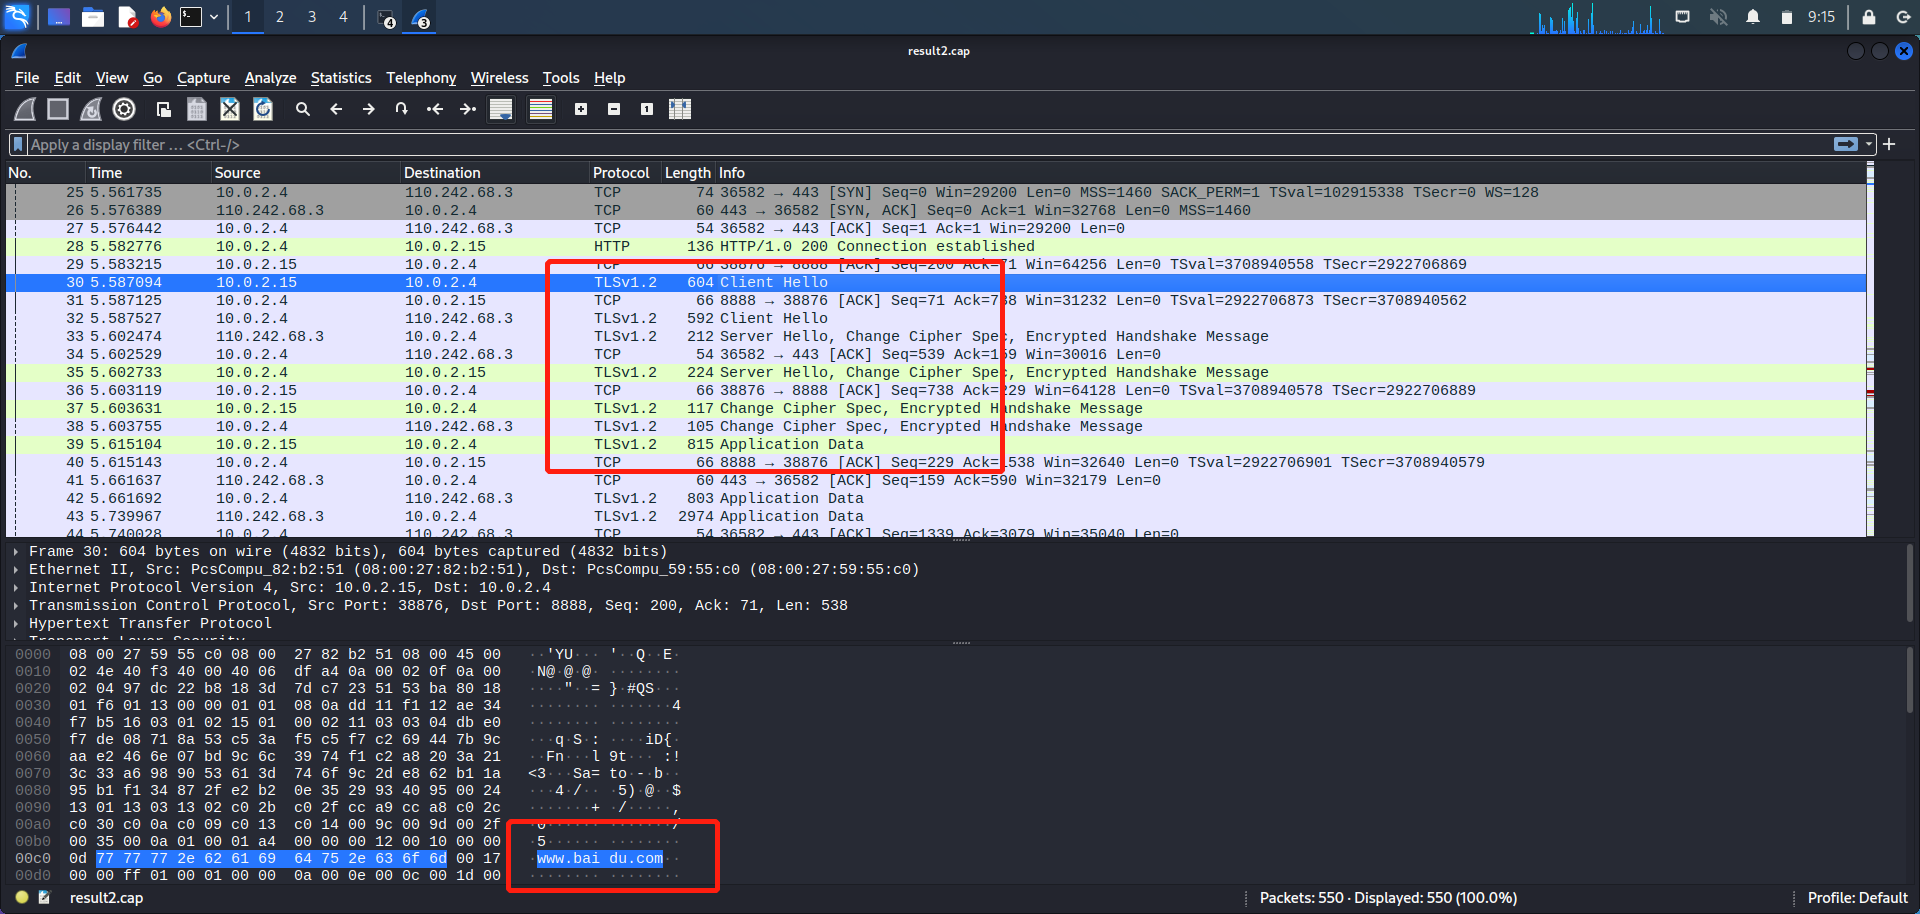 1 2 3 4 4 3 9:15
result2.cap
File Edit View Go Capture Analyze Statistics Telephony Wireless Tools Help
Apply a display filter … <Ctrl-/>
No. Time Source Destination Protocol Length Info
25 5.561735 10.0.2.4 110.242.68.3 TCP 74 36582 → 443 [SYN] Seq=0 Win=29200 Len=0 MSS=1460 SACK_PERM=1 TSval=102915338 TSecr=0 WS=128
26 5.576389 110.242.68.3 10.0.2.4 TCP 60 443 → 36582 [SYN, ACK] Seq=0 Ack=1 Win=32768 Len=0 MSS=1460
27 5.576442 10.0.2.4 110.242.68.3 TCP 54 36582 → 443 [ACK] Seq=1 Ack=1 Win=29200 Len=0
28 5.582776 10.0.2.4 10.0.2.15 HTTP 136 HTTP/1.0 200 Connection established
29 5.583215 10.0.2.15 10.0.2.4 TCP 66 38876 → 8888 [ACK] Seq=200 Ack=71 Win=64256 Len=0 TSval=3708940558 TSecr=2922706869
30 5.587094 10.0.2.15 10.0.2.4 TLSv1.2 604 Client Hello
31 5.587125 10.0.2.4 10.0.2.15 TCP 66 8888 → 38876 [ACK] Seq=71 Ack=738 Win=31232 Len=0 TSval=2922706873 TSecr=3708940562
32 5.587527 10.0.2.4 110.242.68.3 TLSv1.2 592 Client Hello
33 5.602474 110.242.68.3 10.0.2.4 TLSv1.2 212 Server Hello, Change Cipher Spec, Encrypted Handshake Message
34 5.602529 10.0.2.4 110.242.68.3 TCP 54 36582 → 443 [ACK] Seq=539 Ack=159 Win=30016 Len=0
35 5.602733 10.0.2.4 10.0.2.15 TLSv1.2 224 Server Hello, Change Cipher Spec, Encrypted Handshake Message
36 5.603119 10.0.2.15 10.0.2.4 TCP 66 38876 → 8888 [ACK] Seq=738 Ack=229 Win=64128 Len=0 TSval=3708940578 TSecr=2922706889
37 5.603631 10.0.2.15 10.0.2.4 TLSv1.2 117 Change Cipher Spec, Encrypted Handshake Message
38 5.603755 10.0.2.4 110.242.68.3 TLSv1.2 105 Change Cipher Spec, Encrypted Handshake Message
39 5.615104 10.0.2.15 10.0.2.4 TLSv1.2 815 Application Data
40 5.615143 10.0.2.4 10.0.2.15 TCP 66 8888 → 38876 [ACK] Seq=229 Ack=1538 Win=32640 Len=0 TSval=2922706901 TSecr=3708940579
41 5.661637 110.242.68.3 10.0.2.4 TCP 60 443 → 36582 [ACK] Seq=159 Ack=590 Win=32179 Len=0
42 5.661692 10.0.2.4 110.242.68.3 TLSv1.2 803 Application Data
43 5.739967 110.242.68.3 10.0.2.4 TLSv1.2 2974 Application Data
44 5.740028 10.0.2.4 110.242.68.3 TCP 54 36582 → 443 [ACK] Seq=1339 Ack=3079 Win=35040 Len=0
Frame 30: 604 bytes on wire (4832 bits), 604 bytes captured (4832 bits)
Ethernet II, Src: PcsCompu_82:b2:51 (08:00:27:82:b2:51), Dst: PcsCompu_59:55:c0 (08:00:27:59:55:c0)
Internet Protocol Version 4, Src: 10.0.2.15, Dst: 10.0.2.4
Transmission Control Protocol, Src Port: 38876, Dst Port: 8888, Seq: 200, Ack: 71, Len: 538
Hypertext Transfer Protocol
Transport Layer Security
0000 08 00 27 59 55 c0 08 00 27 82 b2 51 08 00 45 00 ··'YU··· '··Q··E·
0010 02 4e 40 f3 40 00 40 06 df a4 0a 00 02 0f 0a 00 ·N@·@·@· ········
0020 02 04 97 dc 22 b8 18 3d 7d c7 23 51 53 ba 80 18 ····"··= }·#QS···
0030 01 f6 01 13 00 00 01 01 08 0a dd 11 f1 12 ae 34 ········ ·······4
0040 f7 b5 16 03 01 02 15 01 00 02 11 03 03 04 db e0 ········ ········
0050 f7 de 08 71 8a 53 c5 3a f5 c5 f7 c2 69 44 7b 9c ···q·S·: ····iD{·
0060 aa e2 46 6e 07 bd 9c 6c 39 74 f1 c2 a8 20 3a 21 ··Fn···l 9t··· :!
0070 3c 33 a6 98 90 53 61 3d 74 6f 9c 2d e8 62 b1 1a <3···Sa= to·-·b··
0080 95 b1 f1 34 87 2f e2 b2 0e 35 29 93 40 95 00 24 ···4·/·· ·5)·@··$
0090 13 01 13 03 13 02 c0 2b c0 2f cc a9 cc a8 c0 2c ·······+ ·/·····,
00a0 c0 30 c0 0a c0 09 c0 13 c0 14 00 9c 00 9d 00 2f ·0······ ·······/
00b0 00 35 00 0a 01 00 01 a4 00 00 00 12 00 10 00 00 ·5······ ········
00c0 0d 77 77 77 2e 62 61 69 64 75 2e 63 6f 6d 00 17 ·www.bai du.com··
00d0 00 00 ff 01 00 01 00 00 0a 00 0e 00 0c 00 1d 00 ········ ········
result2.cap Packets: 550 · Displayed: 550 (100.0%) Profile: Default